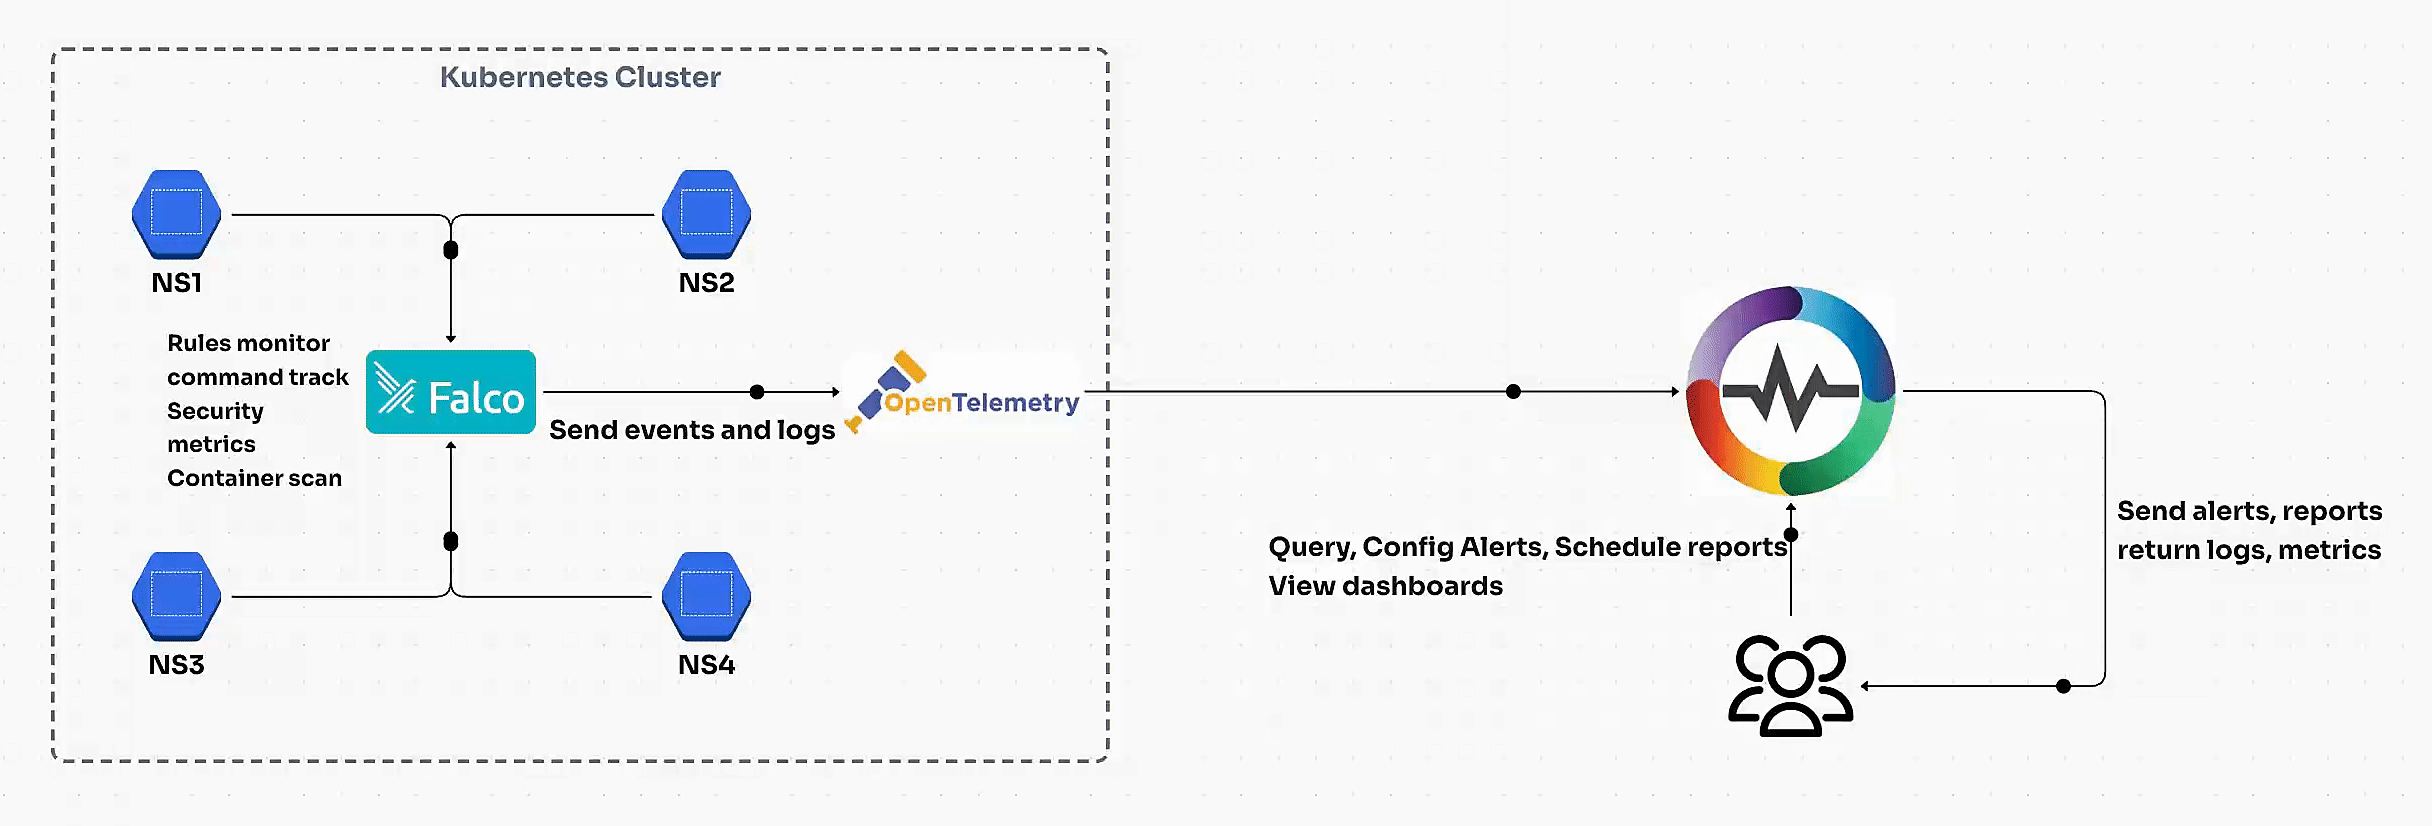 Kubernetes Cluster
NS1
NS2
Rules monitor
command track
Security
metrics
Container scan
Falco
Send events and logs
OpenTelemetry
NS3
NS4
Query, Config Alerts, Schedule reports
View dashboards
Send alerts, reports
return logs, metrics